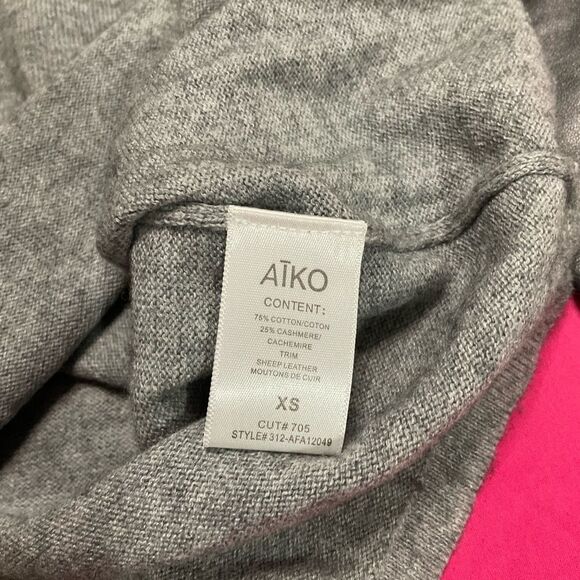 AĪKO
CONTENT:
75% COTTON/COTON
25% CASHMERE/
CACHEMIRE
TRIM
SHEEP LEATHER
MOUTONS DE CUIR
XS
CUT# 705
STYLE# 312-AFA12049